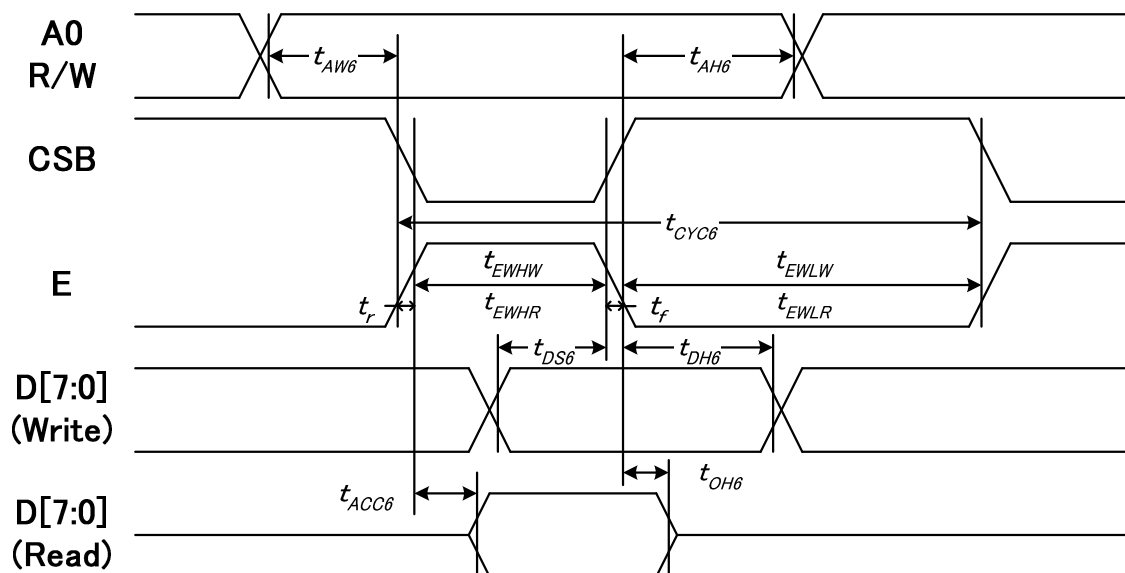 A0
R/W
tAW6
tAH6
CSB
tCYC6
E
tEWHW
tEWLW
tr
tEWHR
tf
tEWLR
tDS6
tDH6
D[7:0]
(Write)
tACC6
tOH6
D[7:0]
(Read)